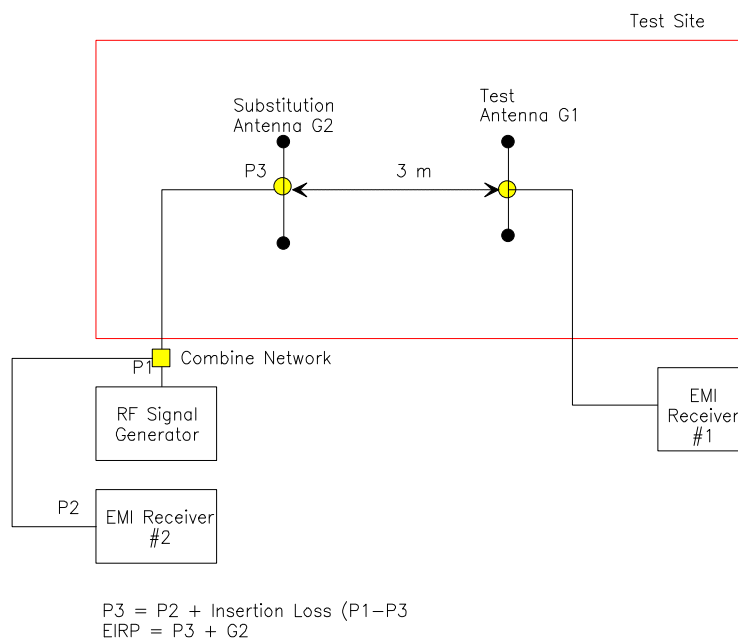 Test Site
Substitution
Antenna G2
Test
Antenna G1
P3
3 m
P1
Combine Network
RF Signal
Generator
EMI
Receiver
#1
P2
EMI Receiver
#2
P3 = P2 + Insertion Loss (P1-P3
EIRP = P3 + G2